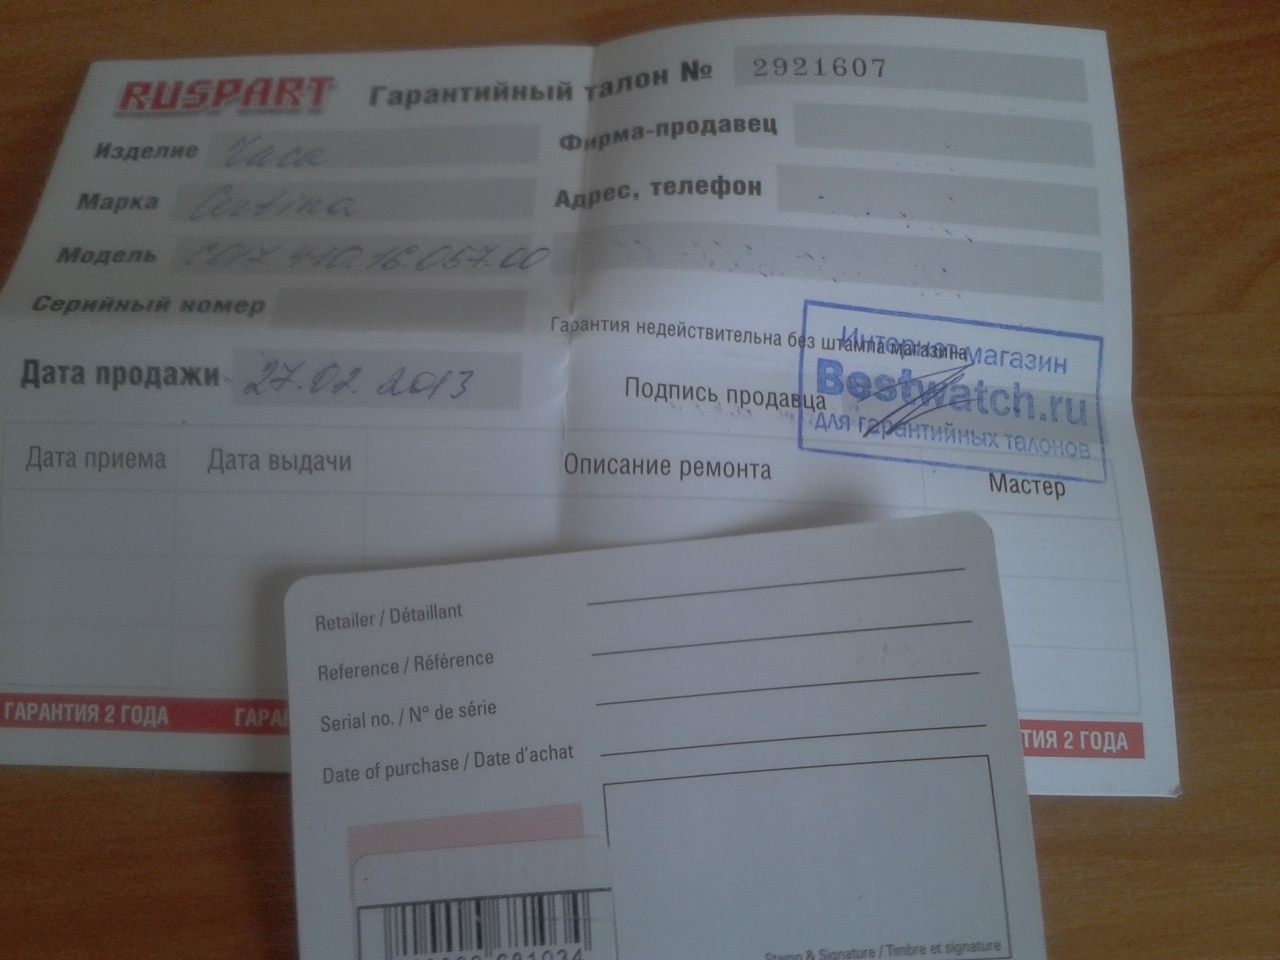 RUSPART Гарантийный талон № 2921607
Изделие Часы
Фирма-продавец
Марка Certina
Адрес, телефон
Модель C017.410.16.057.00
Серийный номер
Гарантия недействительна без штампа магазина
Дата продажи 27.02.2013
Подпись продавца
Интернет-магазин
Bestwatch.ru
для гарантийных талонов
Дата приема Дата выдачи Описание ремонта Мастер
ГАРАНТИЯ 2 ГОДА
ТИЯ 2 ГОДА
Retailer / Détaillant
Reference / Référence
Serial no. / N° de série
Date of purchase / Date d'achat
Stamp & Signature / Timbre et signature